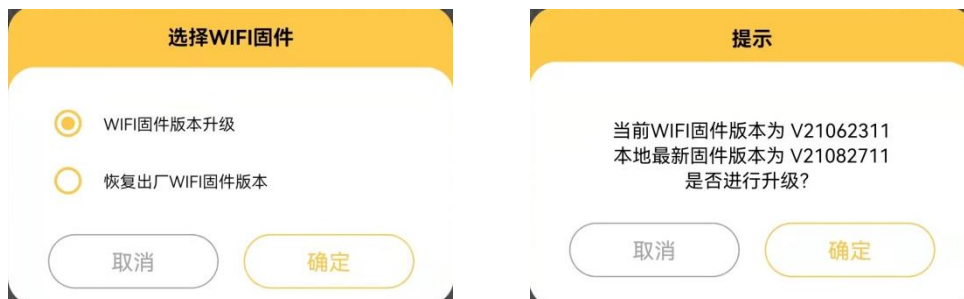 选择WIFI固件
WIFI固件版本升级
恢复出厂WIFI固件版本
取消
确定
提示
当前WIFI固件版本为 V21062311
本地最新固件版本为 V21082711
是否进行升级?
取消
确定